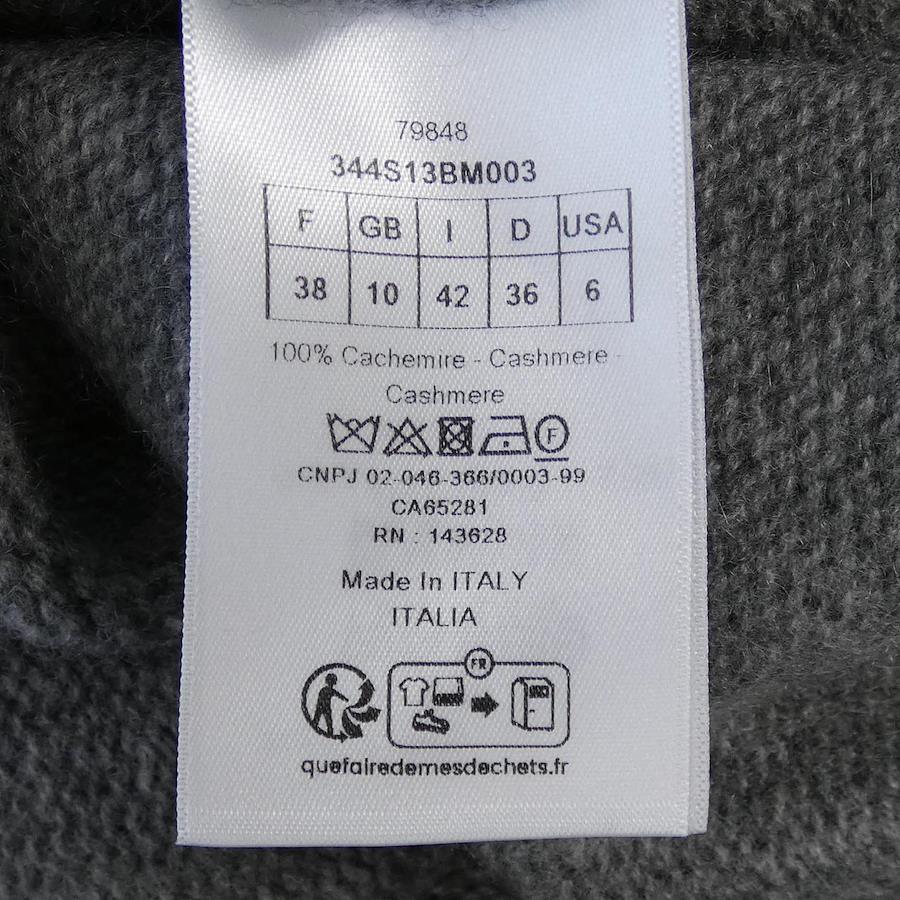 79848
344S13BM003
F GB I D USA
38 10 42 36 6
100% Cachemire - Cashmere -
Cashmere
F
CNPJ 02-046-366/0003-99
CA65281
RN : 143628
Made In ITALY
ITALIA
FR
quefairedemesdechets.fr